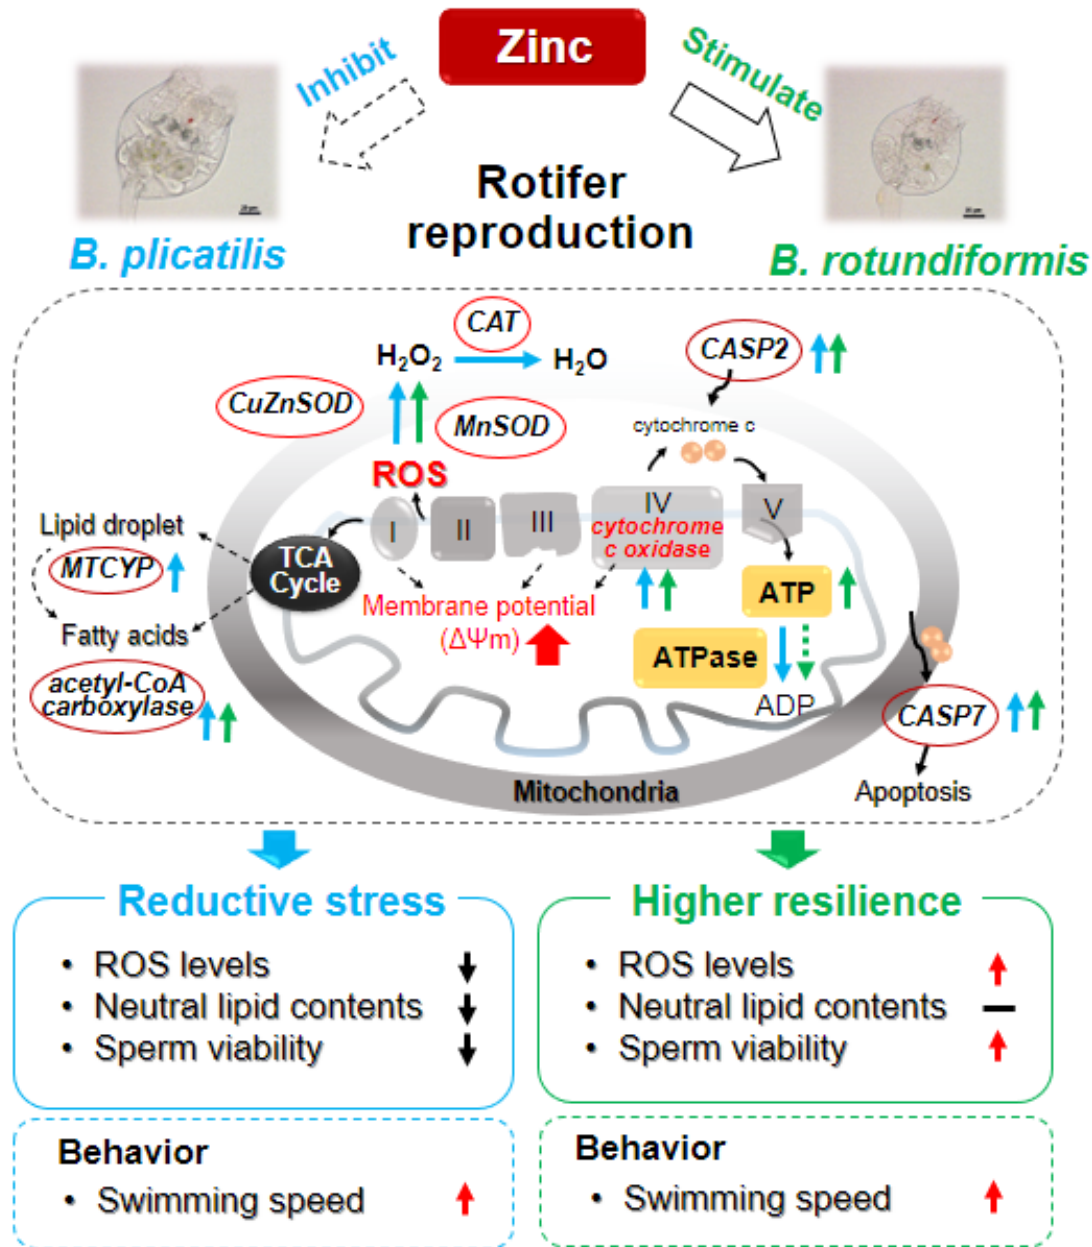 Zinc
Inhibit
Stimulate
Rotifer
reproduction
B. plicatilis
B. rotundiformis
CAT
H₂O₂
H₂O
CASP2
CuZnSOD
MnSOD
cytochrome c
ROS
I
II
III
IV
cytochrome
c oxidase
V
Lipid droplet
MTCYP
Fatty acids
acetyl-CoA
carboxylase
TCA
Cycle
Membrane potential
(ΔΨm)
ATP
ATPase
ADP
CASP7
Apoptosis
Mitochondria
Reductive stress
• ROS levels
• Neutral lipid contents
• Sperm viability
Behavior
• Swimming speed
Higher resilience
• ROS levels
• Neutral lipid contents
• Sperm viability
Behavior
• Swimming speed